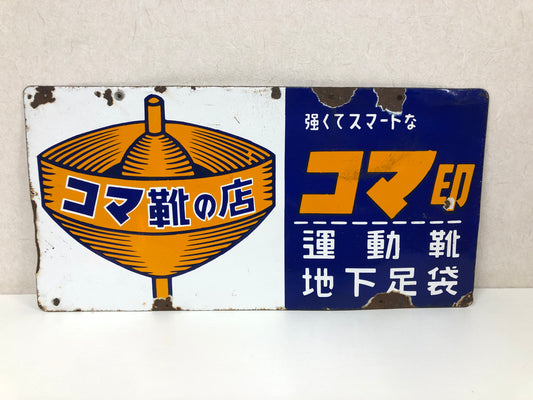 コマ靴の店
強くてスマートな
コマ印
運動靴
地下足袋